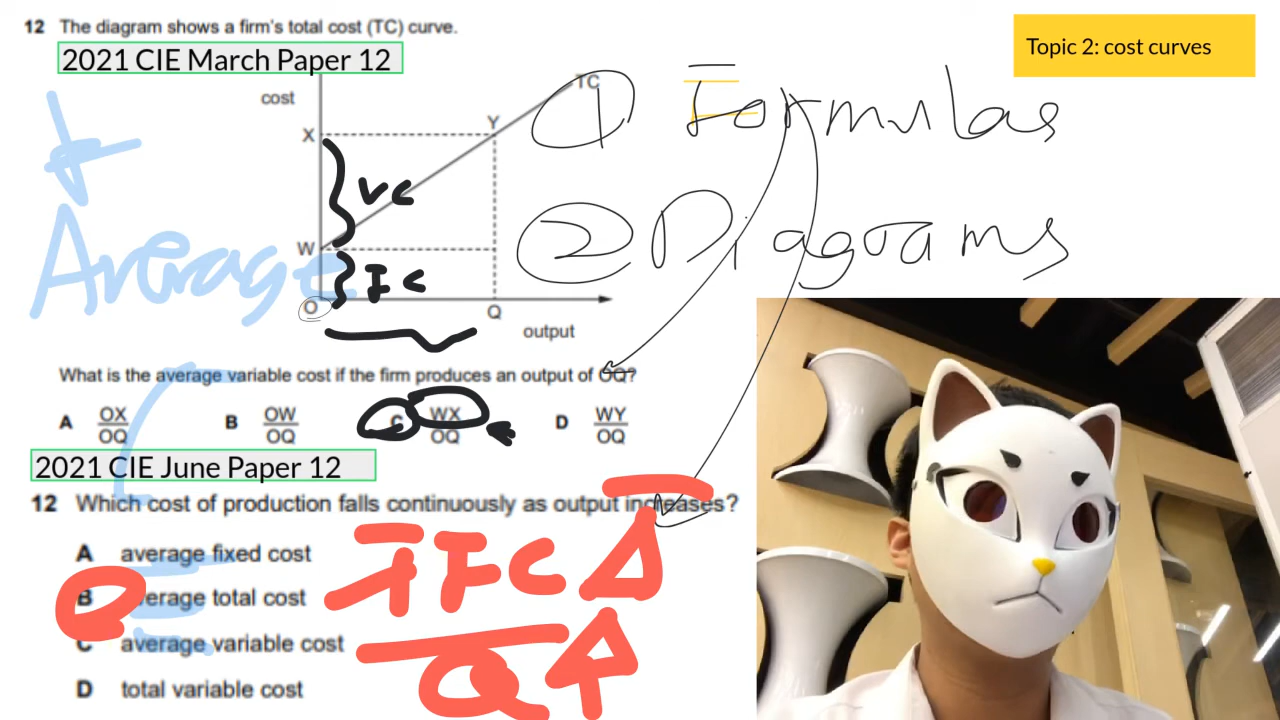 12 The diagram shows a firm's total cost (TC) curve.
2021 CIE March Paper 12
Topic 2: cost curves
cost
TC
① Formulas
X
Y
VC
② Diagrams
W
Average
FC
O
Q
output
What is the average variable cost if the firm produces an output of OQ?
A OX/OQ B OW/OQ C WX/OQ D WY/OQ
2021 CIE June Paper 12
12 Which cost of production falls continuously as output increases?
A average fixed cost
B average total cost
C average variable cost
D total variable cost
FC
Q